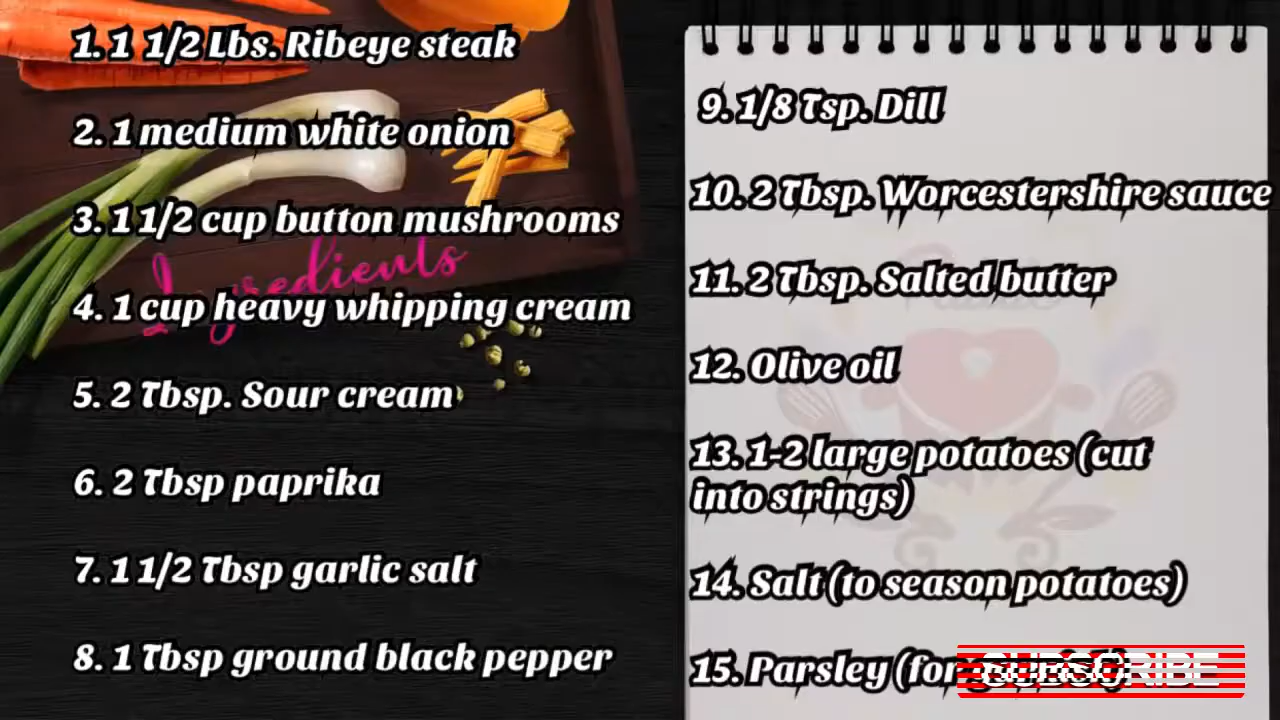 1. 1 1/2 Lbs. Ribeye steak
2. 1 medium white onion
3. 1 1/2 cup button mushrooms
Ingredients
4. 1 cup heavy whipping cream
5. 2 Tbsp. Sour cream
6. 2 Tbsp paprika
7. 1 1/2 Tbsp garlic salt
8. 1 Tbsp ground black pepper
9. 1/8 Tsp. Dill
10. 2 Tbsp. Worcestershire sauce
11. 2 Tbsp. Salted butter
12. Olive oil
13. 1-2 large potatoes (cut
into strings)
14. Salt (to season potatoes)
15. Parsley (for
SUBSCRIBE